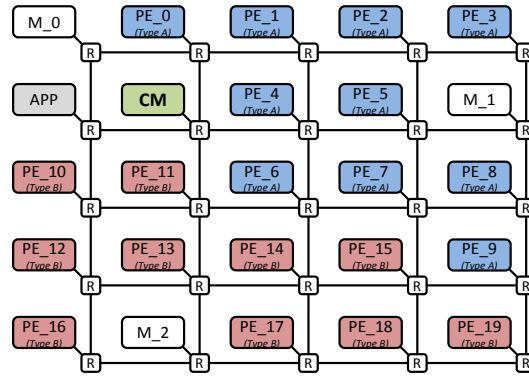 M_0 PE_0 PE_1 PE_2 PE_3
(Type A) (Type A) (Type A) (Type A)
R R R R R
APP CM PE_4 PE_5 M_1
(Type A) (Type A)
R R R R R
PE_10 PE_11 PE_6 PE_7 PE_8
(Type B) (Type B) (Type A) (Type A) (Type A)
R R R R R
PE_12 PE_13 PE_14 PE_15 PE_9
(Type B) (Type B) (Type B) (Type B) (Type A)
R R R R R
PE_16 M_2 PE_17 PE_18 PE_19
(Type B) (Type B) (Type B) (Type B)
R R R R R